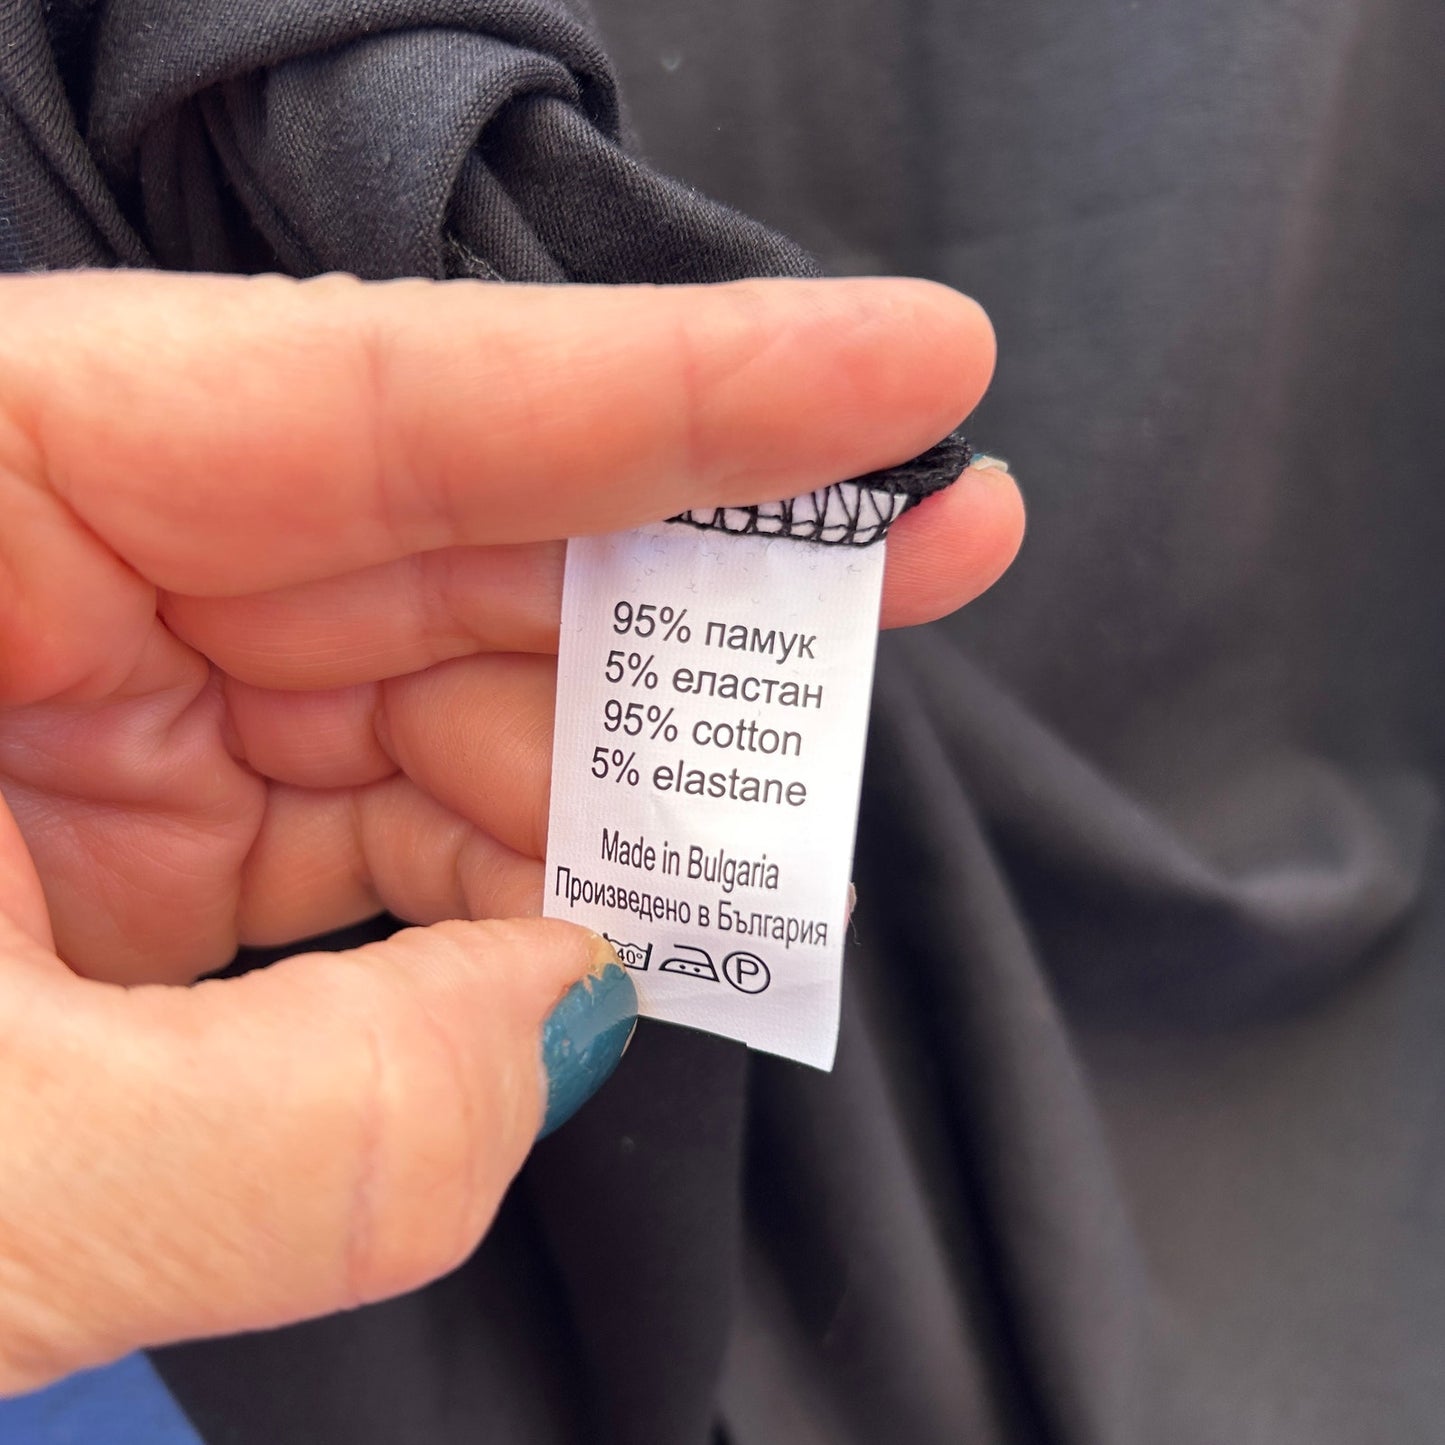 95% памук
5% еластан
95% cotton
5% elastane
Made in Bulgaria
Произведено в България
40° P